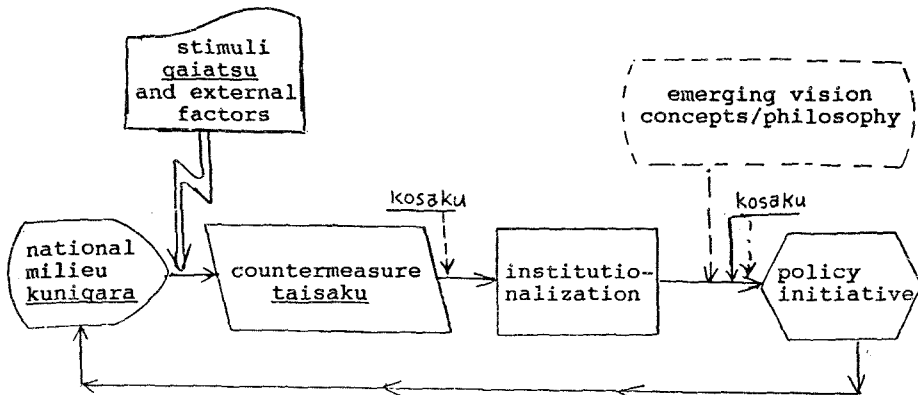 stimuli
gaiatsu
and external
factors
emerging vision
concepts/philosophy
kosaku
kosaku
national
milieu
kunigara
countermeasure
taisaku
institutio-
nalization
policy
initiative